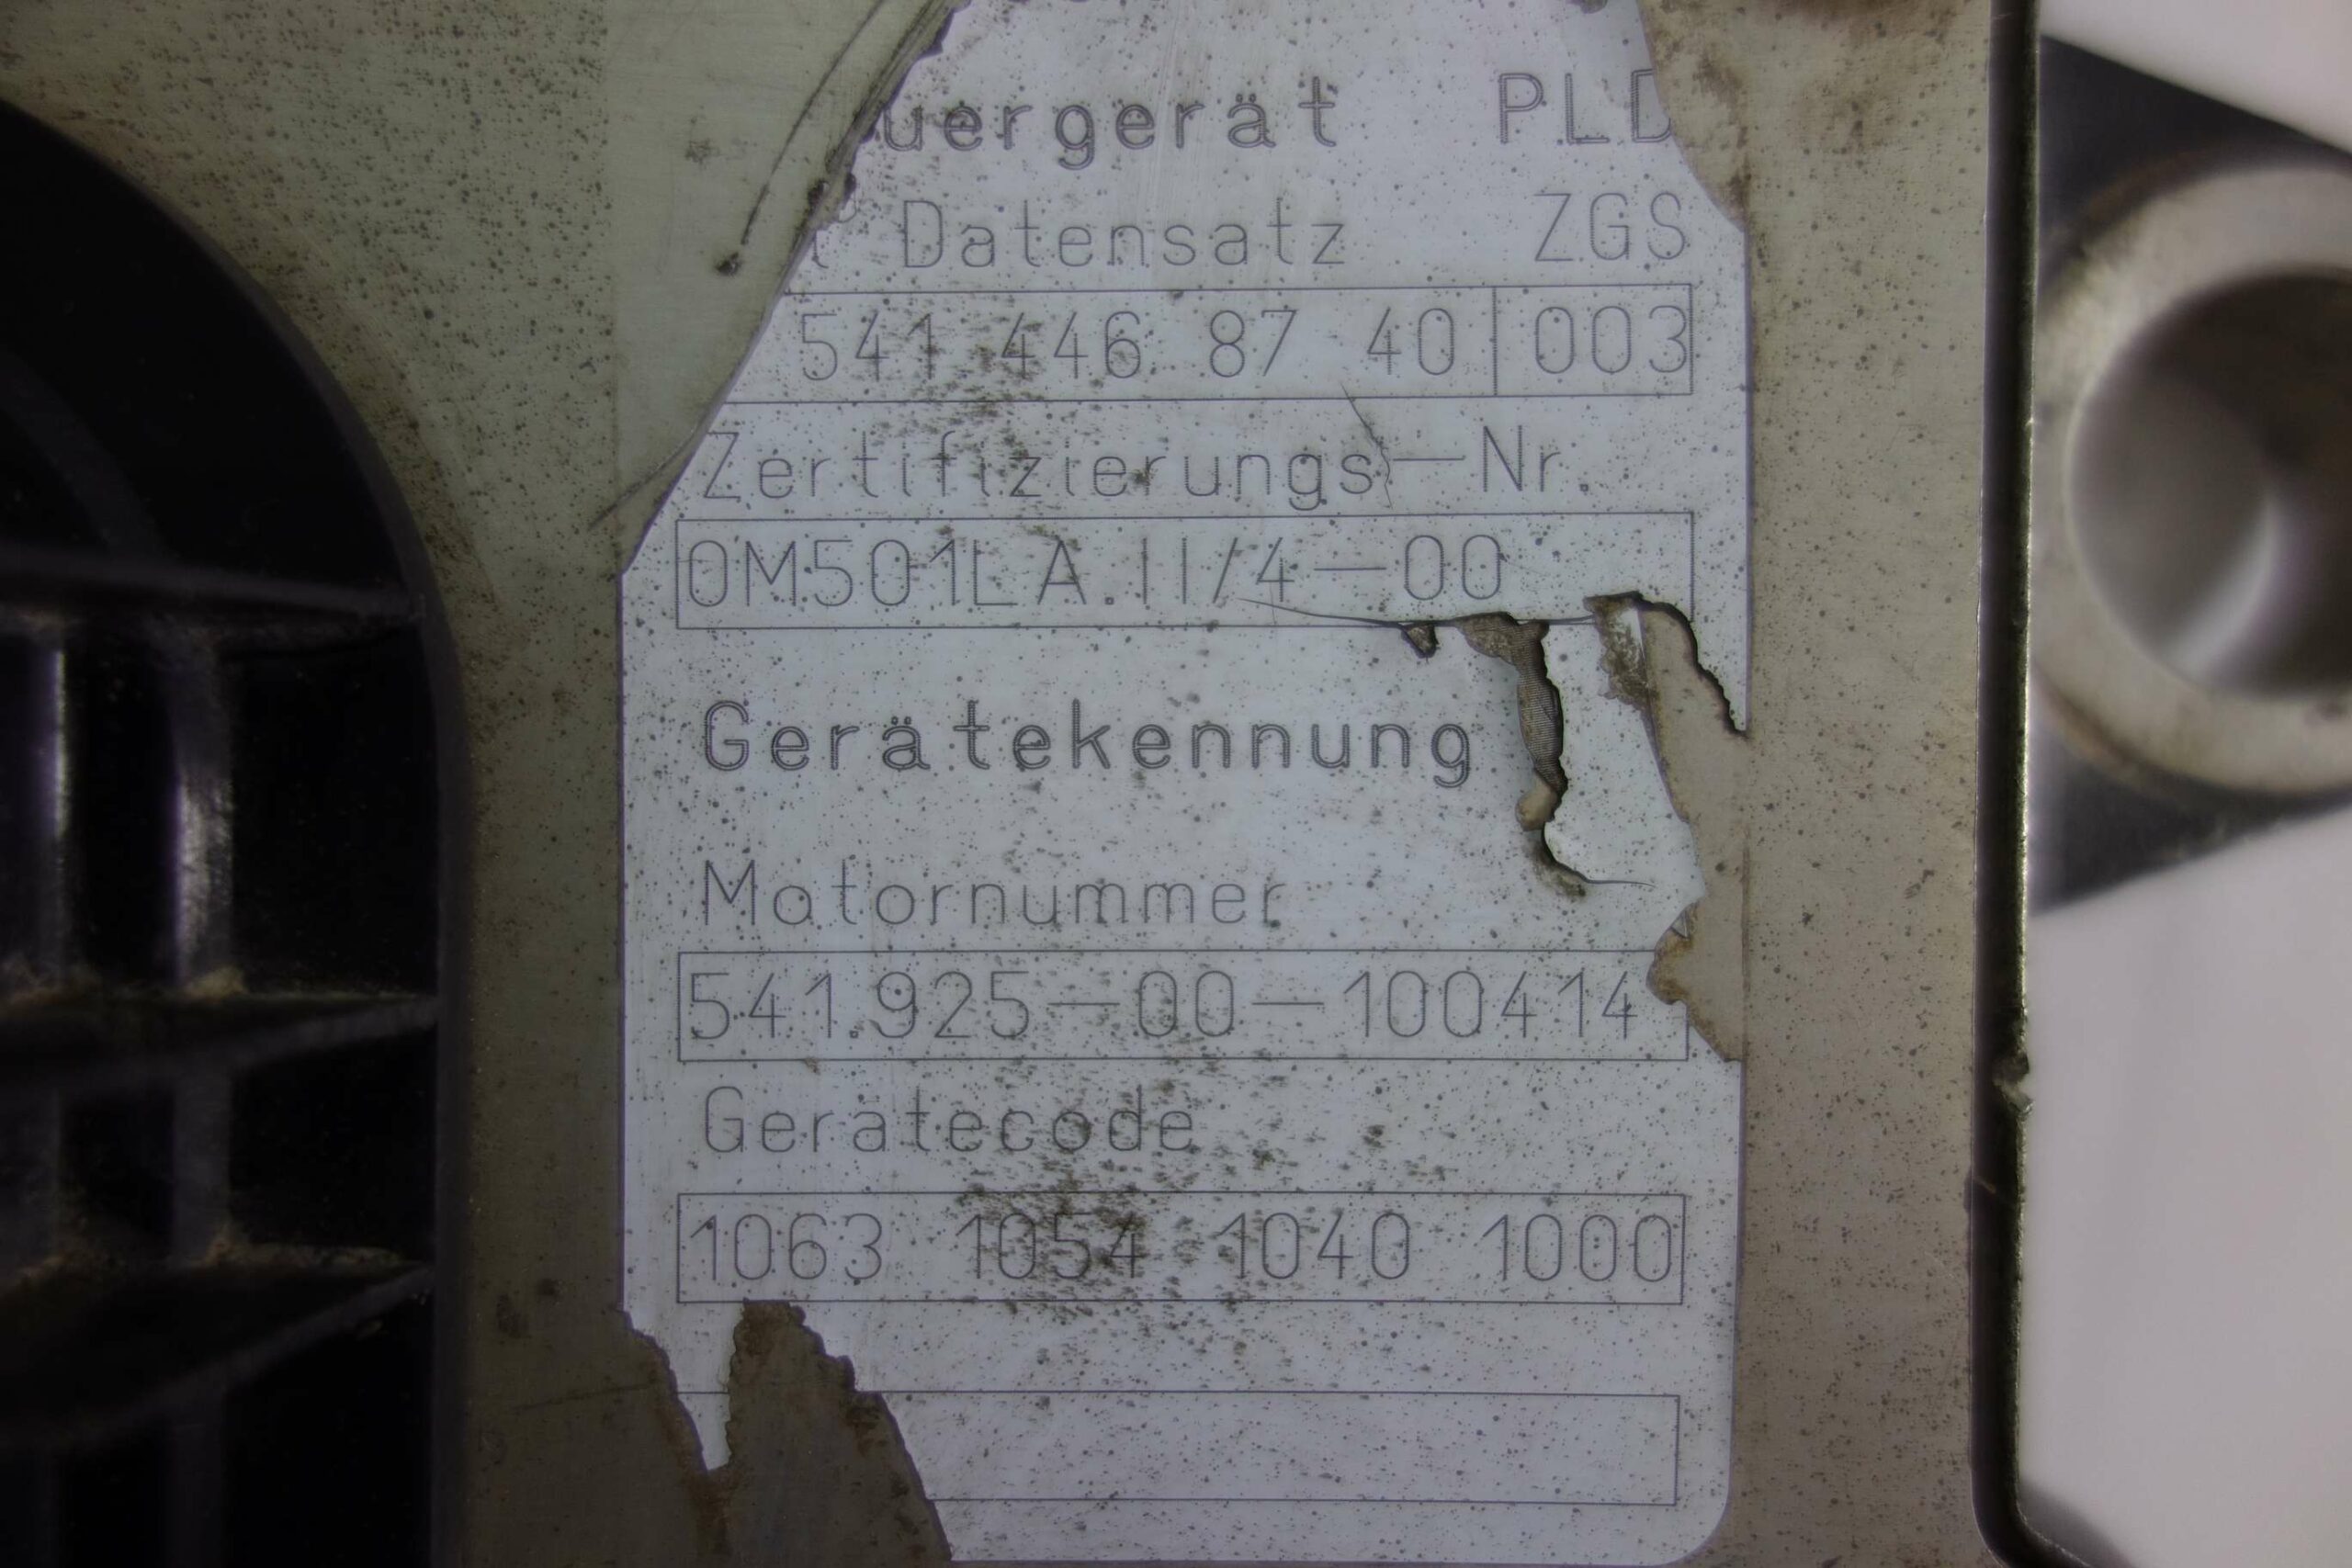 uergerät PLD
Datensatz ZGS
541 446 87 40 003
Zertifizierungs-Nr.
OM501LA.II/4-00
Gerätekennung
Motornummer
541.925-00-100414
Gerätecode
1063 1054 1040 1000